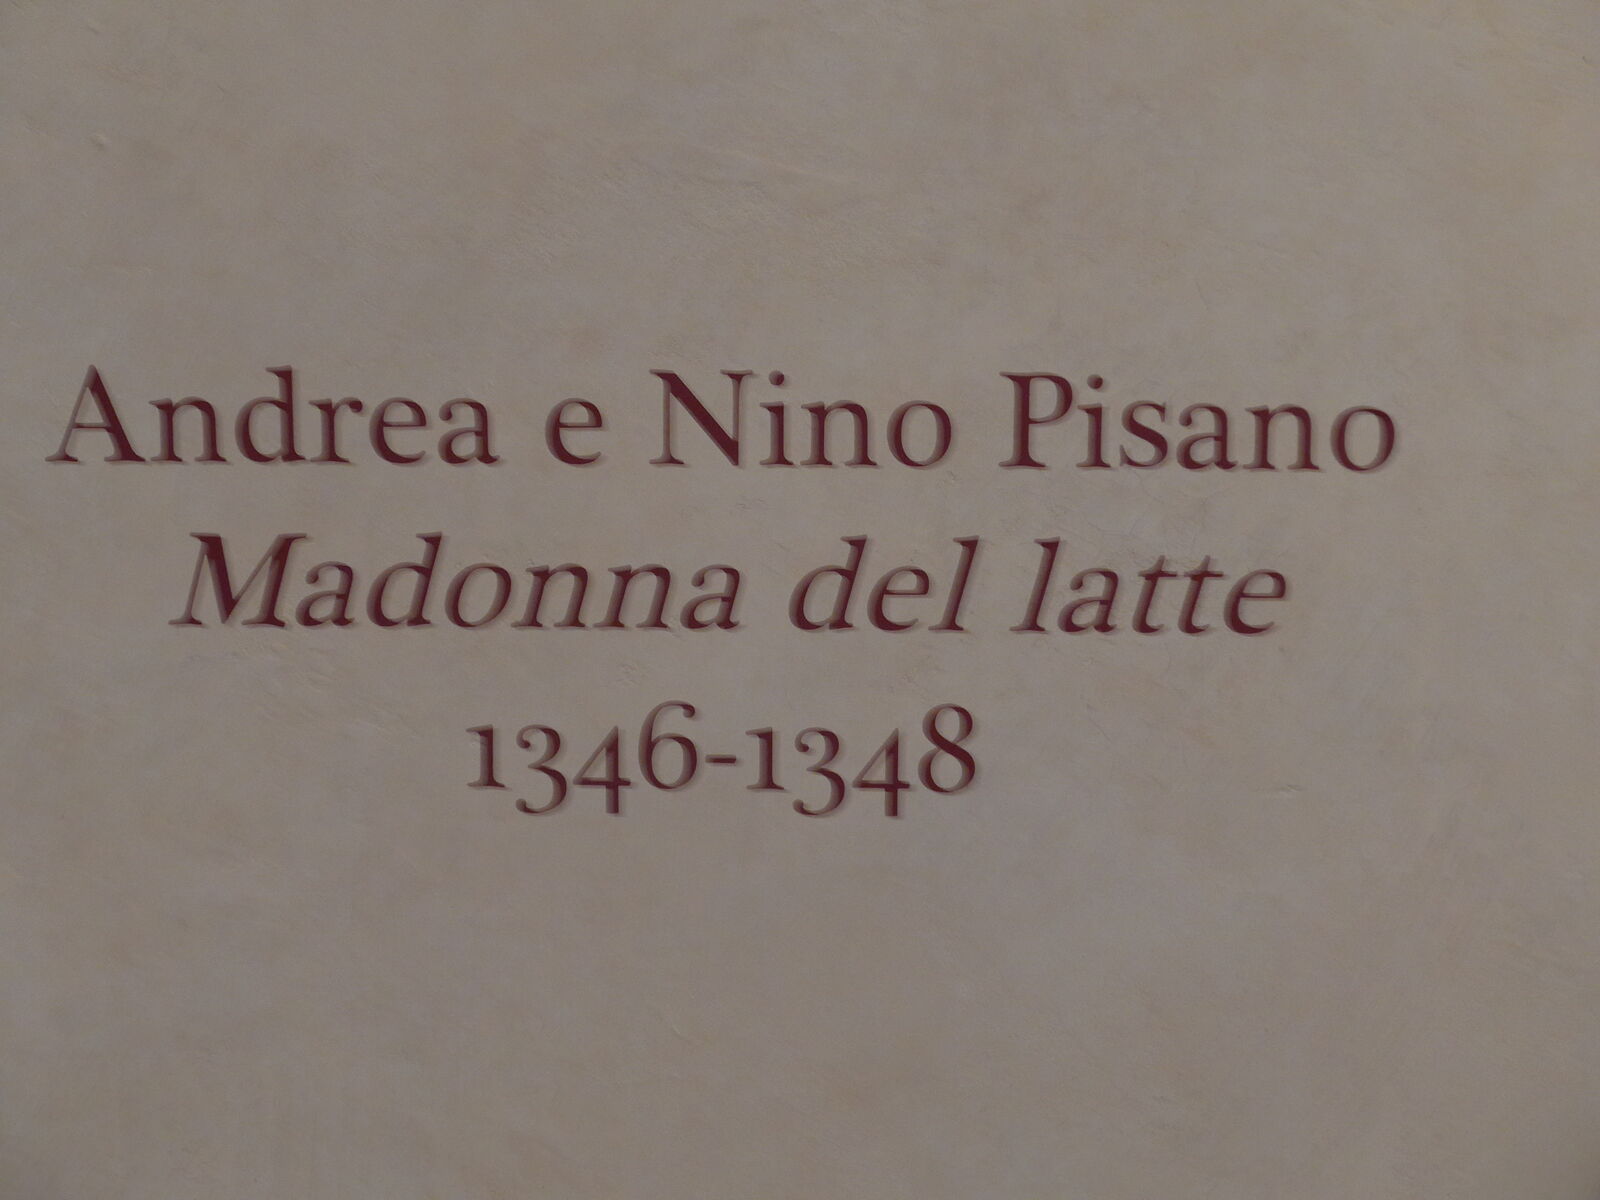 Andrea e Nino Pisano
Madonna del latte
1346-1348